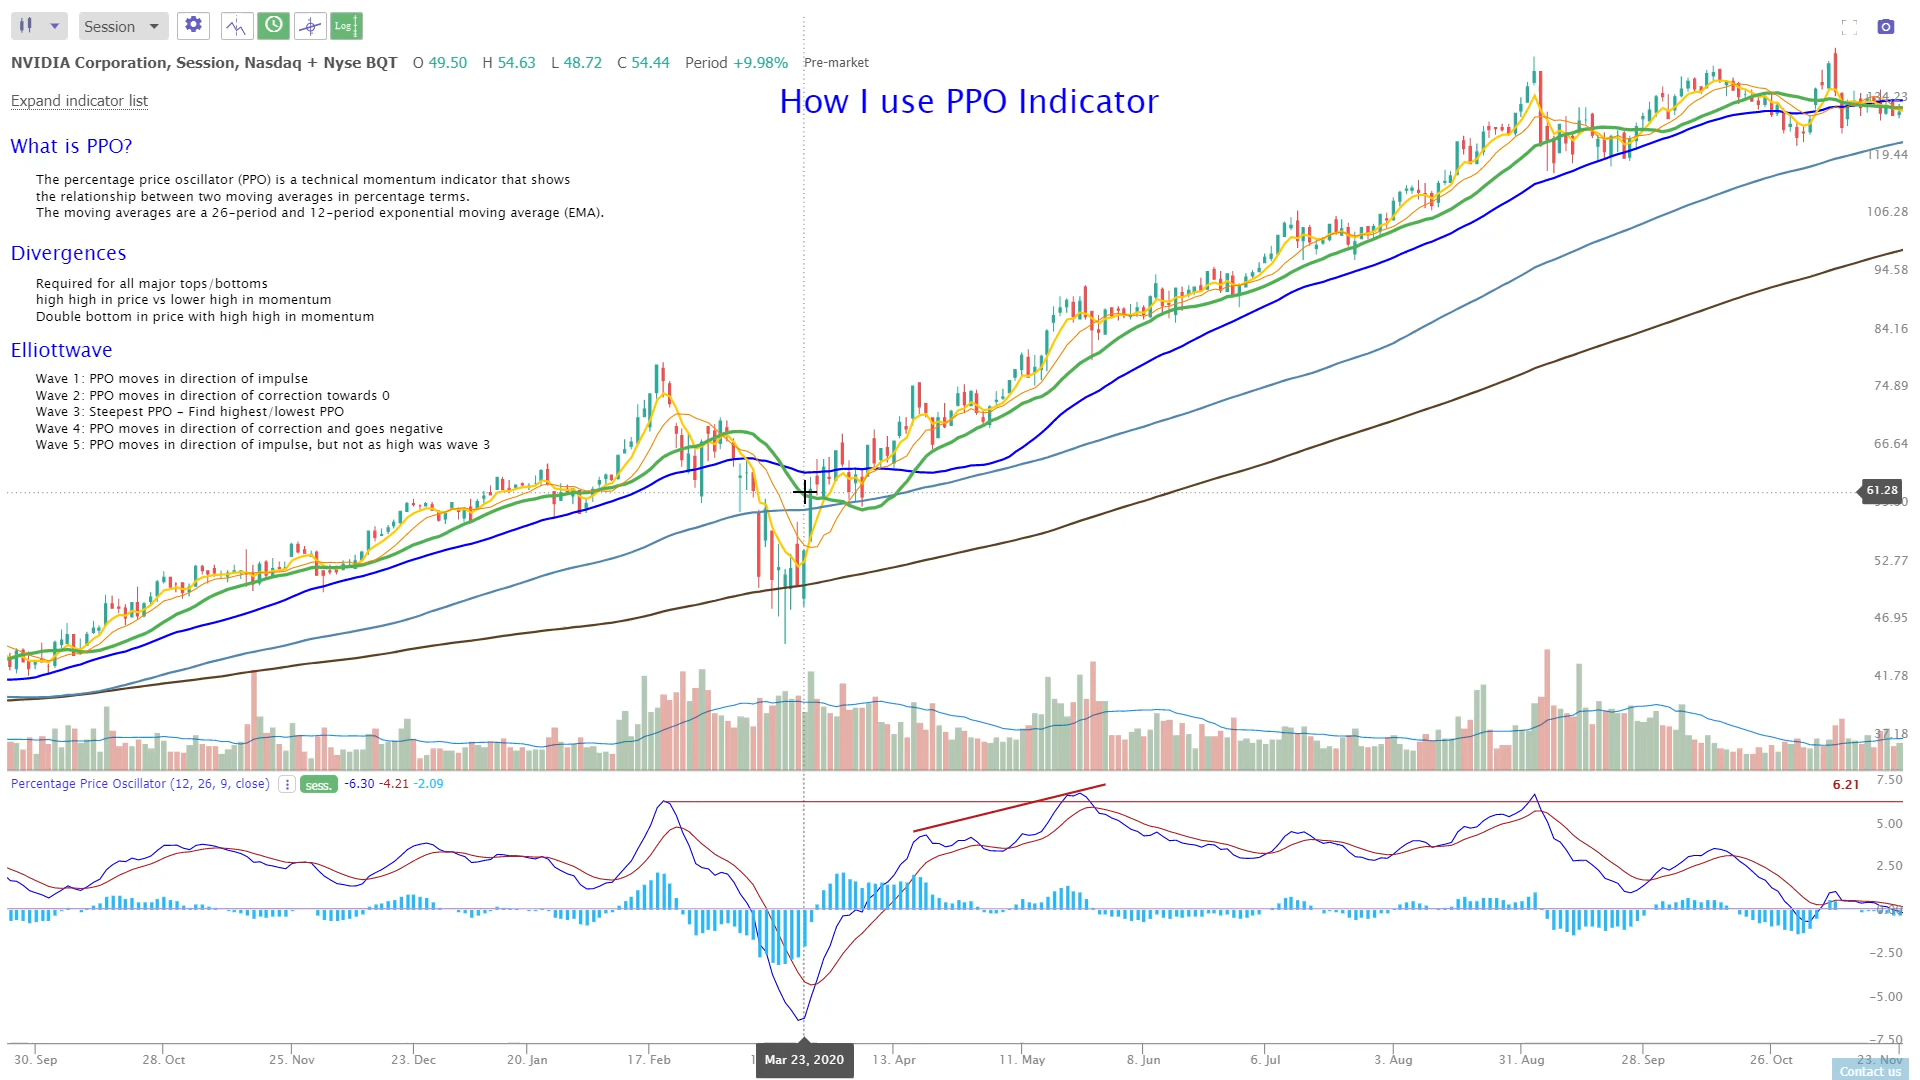 Session
Log
NVIDIA Corporation, Session, Nasdaq + Nyse BQT O 49.50 H 54.63 L 48.72 C 54.44 Period +9.98% Pre-market
Expand indicator list
How I use PPO Indicator
What is PPO?
The percentage price oscillator (PPO) is a technical momentum indicator that shows
the relationship between two moving averages in percentage terms.
The moving averages are a 26-period and 12-period exponential moving average (EMA).
Divergences
Required for all major tops/bottoms
high high in price vs lower high in momentum
Double bottom in price with high high in momentum
Elliottwave
Wave 1: PPO moves in direction of impulse
Wave 2: PPO moves in direction of correction towards 0
Wave 3: Steepest PPO - Find highest/lowest PPO
Wave 4: PPO moves in direction of correction and goes negative
Wave 5: PPO moves in direction of impulse, but not as high was wave 3
134.23
119.44
106.28
94.58
84.16
74.89
66.64
61.28
52.77
46.95
41.78
37.18
Percentage Price Oscillator (12, 26, 9, close) sess. -6.30 -4.21 -2.09
6.21
7.50
5.00
2.50
0.00
-2.50
-5.00
-7.50
30. Sep 28. Oct 25. Nov 23. Dec 20. Jan 17. Feb Mar 23, 2020 13. Apr 11. May 8. Jun 6. Jul 3. Aug 31. Aug 28. Sep 26. Oct 23. Nov
Contact us